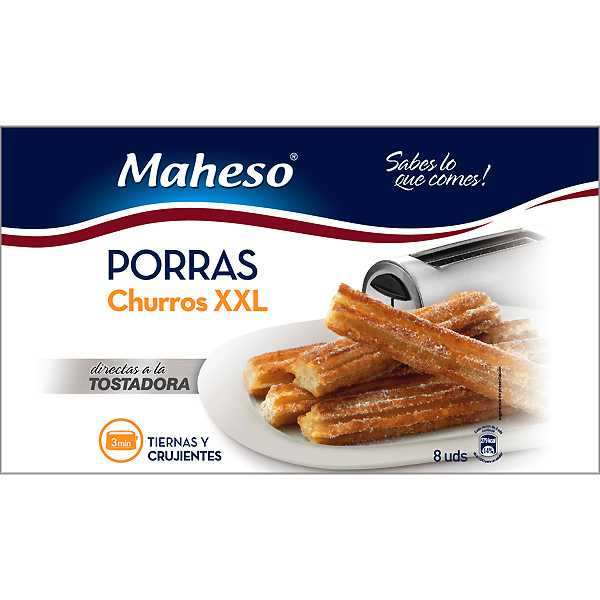 Maheso®
Sabes lo
que comes!
PORRAS
Churros XXL
directas a la
TOSTADORA
3min
TIERNAS Y
CRUJIENTES
8 uds